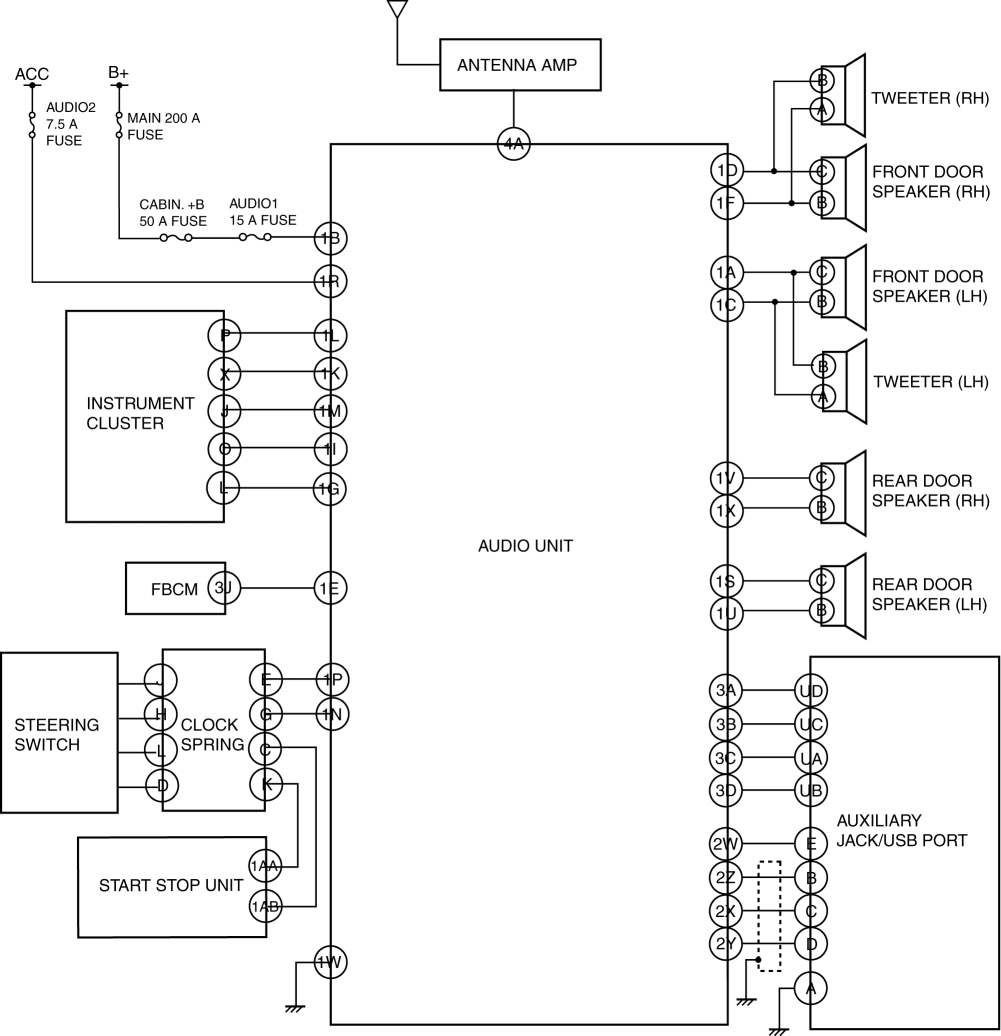 ANTENNA AMP
4A
ACC
B+
AUDIO2
7.5 A
FUSE
MAIN 200 A
FUSE
CABIN. +B
50 A FUSE
AUDIO1
15 A FUSE
1B
1R
INSTRUMENT
CLUSTER
P
X
J
O
L
1L
1K
1M
1I
1G
FBCM
3J
1E
STEERING
SWITCH
J
H
L
D
CLOCK
SPRING
E
G
C
K
1P
1N
START STOP UNIT
1AA
1AB
1W
AUDIO UNIT
1D
1F
B
A
TWEETER (RH)
C
B
FRONT DOOR
SPEAKER (RH)
1A
1C
C
B
FRONT DOOR
SPEAKER (LH)
B
A
TWEETER (LH)
1V
1X
C
B
REAR DOOR
SPEAKER (RH)
1S
1U
C
B
REAR DOOR
SPEAKER (LH)
3A
3B
3C
3D
2W
2Z
2X
2Y
UD
UC
UA
UB
E
B
C
D
A
AUXILIARY
JACK/USB PORT